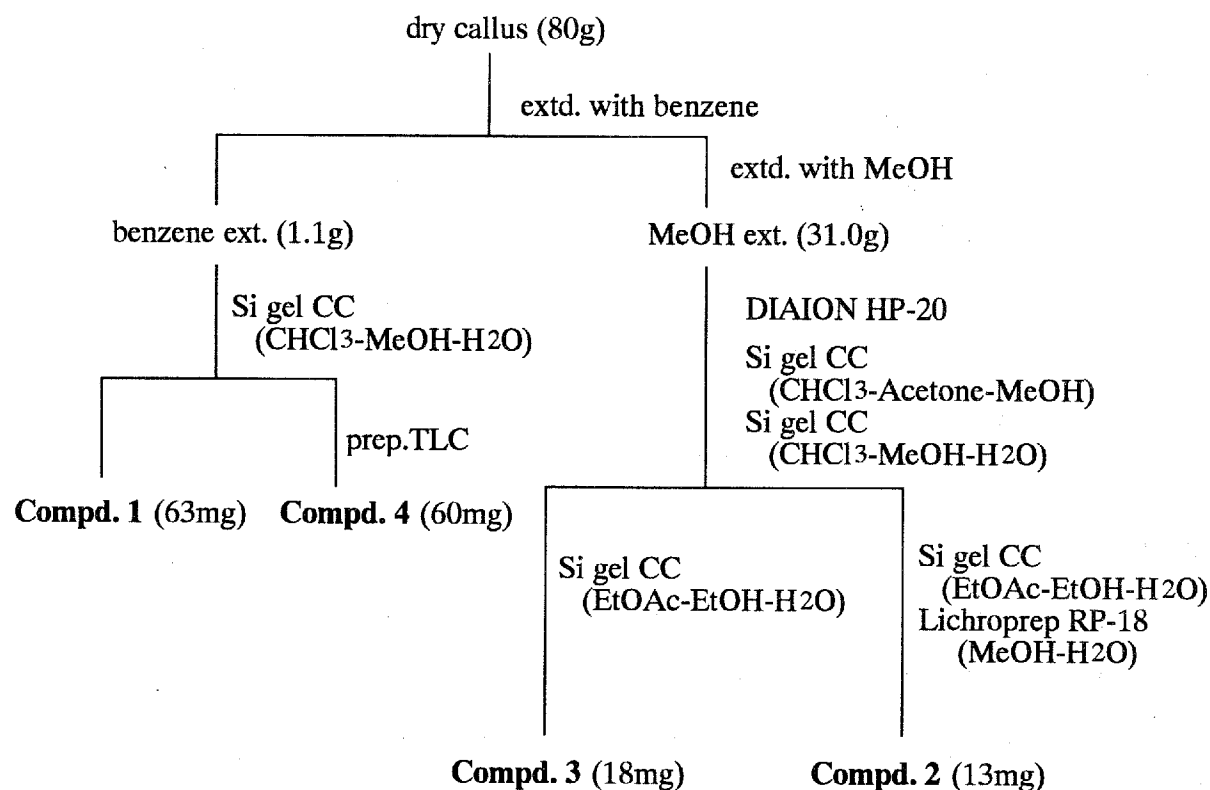 dry callus (80g)
extd. with benzene
extd. with MeOH
benzene ext. (1.1g)
MeOH ext. (31.0g)
Si gel CC
(CHCl3-MeOH-H2O)
DIAION HP-20
Si gel CC
(CHCl3-Acetone-MeOH)
Si gel CC
(CHCl3-MeOH-H2O)
prep.TLC
Compd. 1 (63mg)
Compd. 4 (60mg)
Si gel CC
(EtOAc-EtOH-H2O)
Si gel CC
(EtOAc-EtOH-H2O)
Lichroprep RP-18
(MeOH-H2O)
Compd. 3 (18mg)
Compd. 2 (13mg)